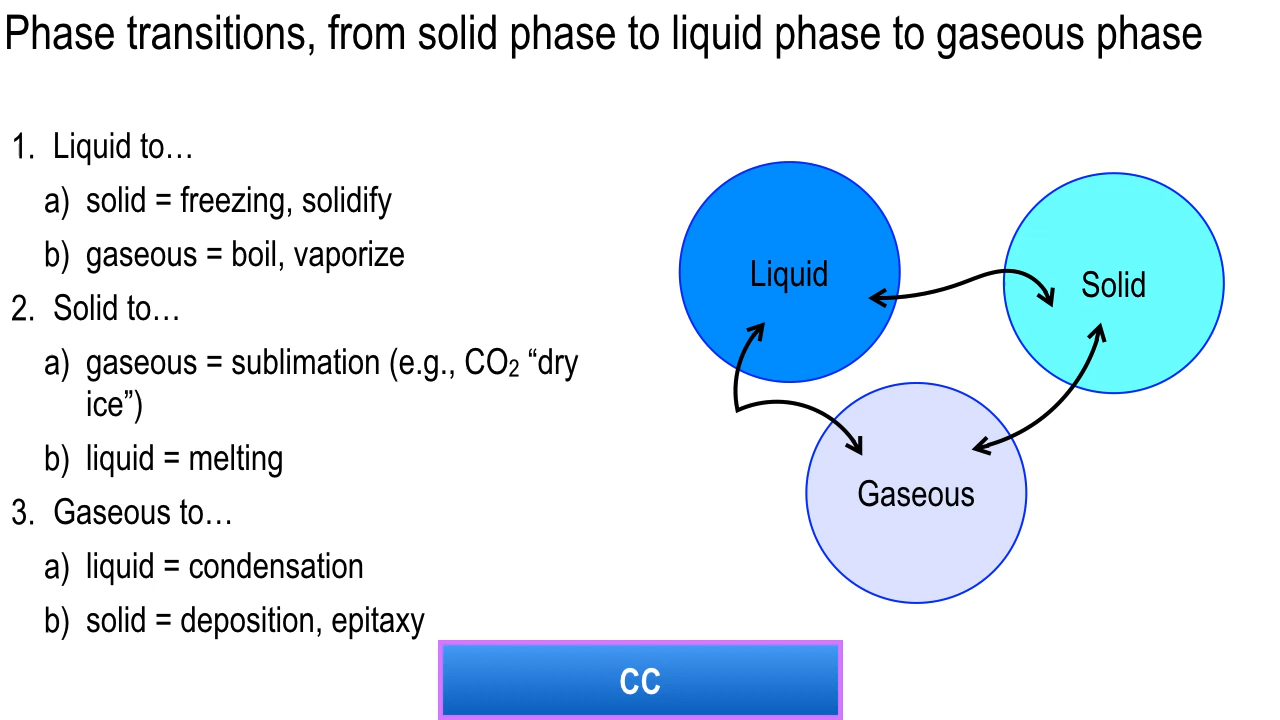 Phase transitions, from solid phase to liquid phase to gaseous phase
1. Liquid to…
a) solid = freezing, solidify
b) gaseous = boil, vaporize
2. Solid to…
a) gaseous = sublimation (e.g., CO₂ “dry
ice”)
b) liquid = melting
3. Gaseous to…
a) liquid = condensation
b) solid = deposition, epitaxy
Liquid
Solid
Gaseous
CC